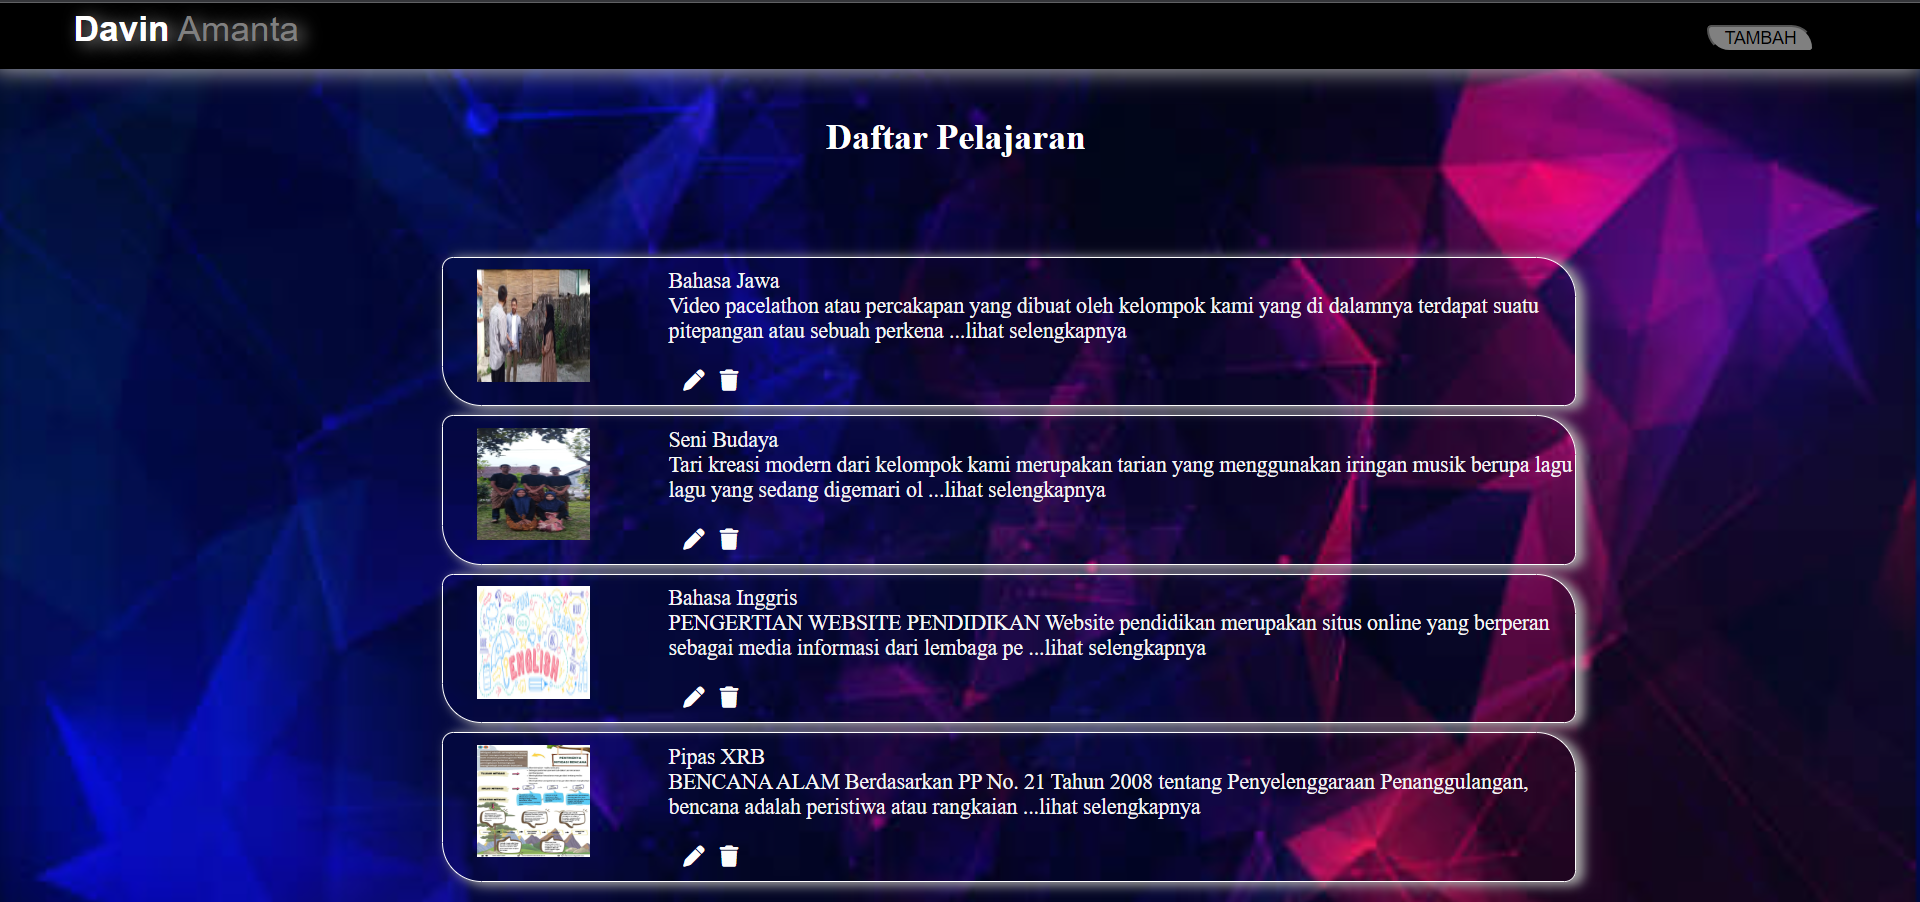 Davin Amanta
TAMBAH
Daftar Pelajaran
Bahasa Jawa
Video pacelathon atau percakapan yang dibuat oleh kelompok kami yang di dalamnya terdapat suatu
pitepangan atau sebuah perkena ...lihat selengkapnya
Seni Budaya
Tari kreasi modern dari kelompok kami merupakan tarian yang menggunakan iringan musik berupa lagu
lagu yang sedang digemari ol ...lihat selengkapnya
ENGLISH
Bahasa Inggris
PENGERTIAN WEBSITE PENDIDIKAN Website pendidikan merupakan situs online yang berperan
sebagai media informasi dari lembaga pe ...lihat selengkapnya
Pipas XRB
BENCANA ALAM Berdasarkan PP No. 21 Tahun 2008 tentang Penyelenggaraan Penanggulangan,
bencana adalah peristiwa atau rangkaian ...lihat selengkapnya